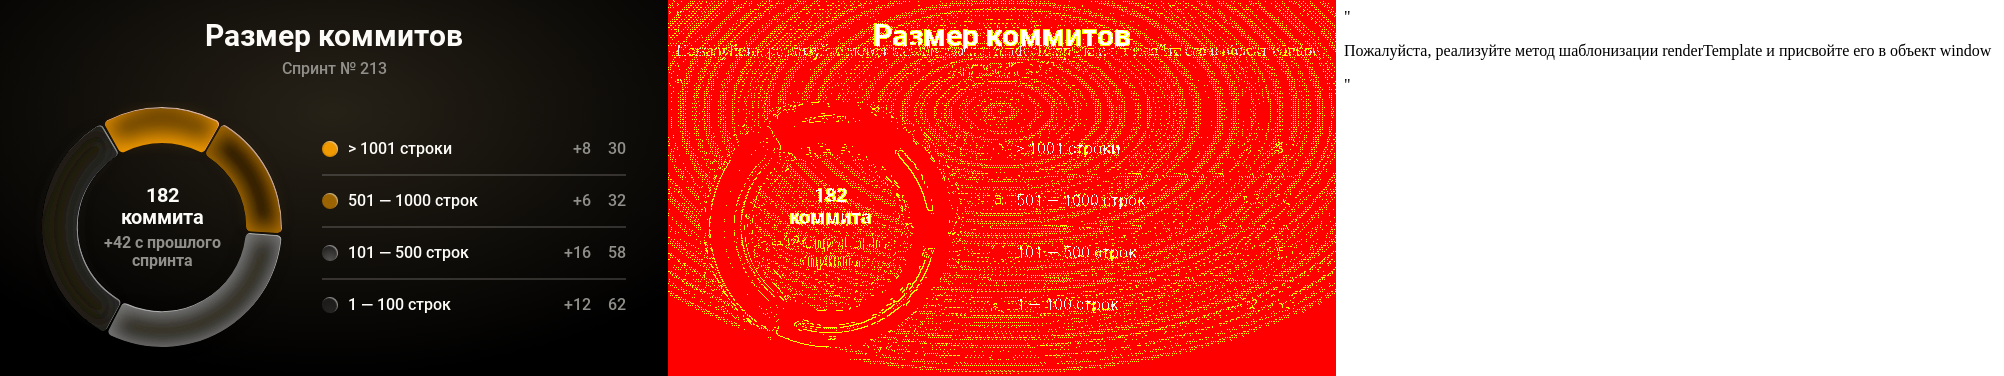 Размер коммитов
Спринт № 213
182
коммита
+42 с прошлого
спринта
> 1001 строки +8 30
501 — 1000 строк +6 32
101 — 500 строк +16 58
1 — 100 строк +12 62
Размер коммитов
182
коммита
> 1001 строки
501 — 1000 строк
101 — 500 строк
1 — 100 строк
"
Пожалуйста, реализуйте метод шаблонизации renderTemplate и присвойте его в объект window
"